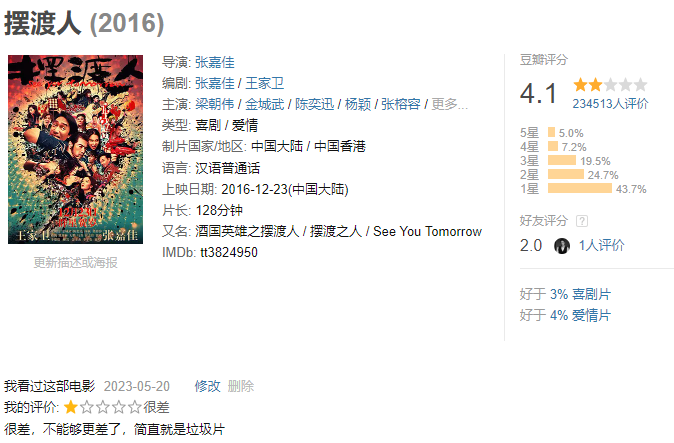 摆渡人 (2016)
摆渡人
王家卫
张嘉佳
更新描述或海报
导演: 张嘉佳
编剧: 张嘉佳 / 王家卫
主演: 梁朝伟 / 金城武 / 陈奕迅 / 杨颖 / 张榕容 / 更多...
类型: 喜剧 / 爱情
制片国家/地区: 中国大陆 / 中国香港
语言: 汉语普通话
上映日期: 2016-12-23(中国大陆)
片长: 128分钟
又名: 酒国英雄之摆渡人 / 摆渡之人 / See You Tomorrow
IMDb: tt3824950
豆瓣评分
4.1
234513人评价
5星 5.0%
4星 7.2%
3星 19.5%
2星 24.7%
1星 43.7%
好友评分 ?
2.0 1人评价
好于 3% 喜剧片
好于 4% 爱情片
我看过这部电影 2023-05-20 修改 删除
我的评价: 很差
很差，不能够更差了，简直就是垃圾片